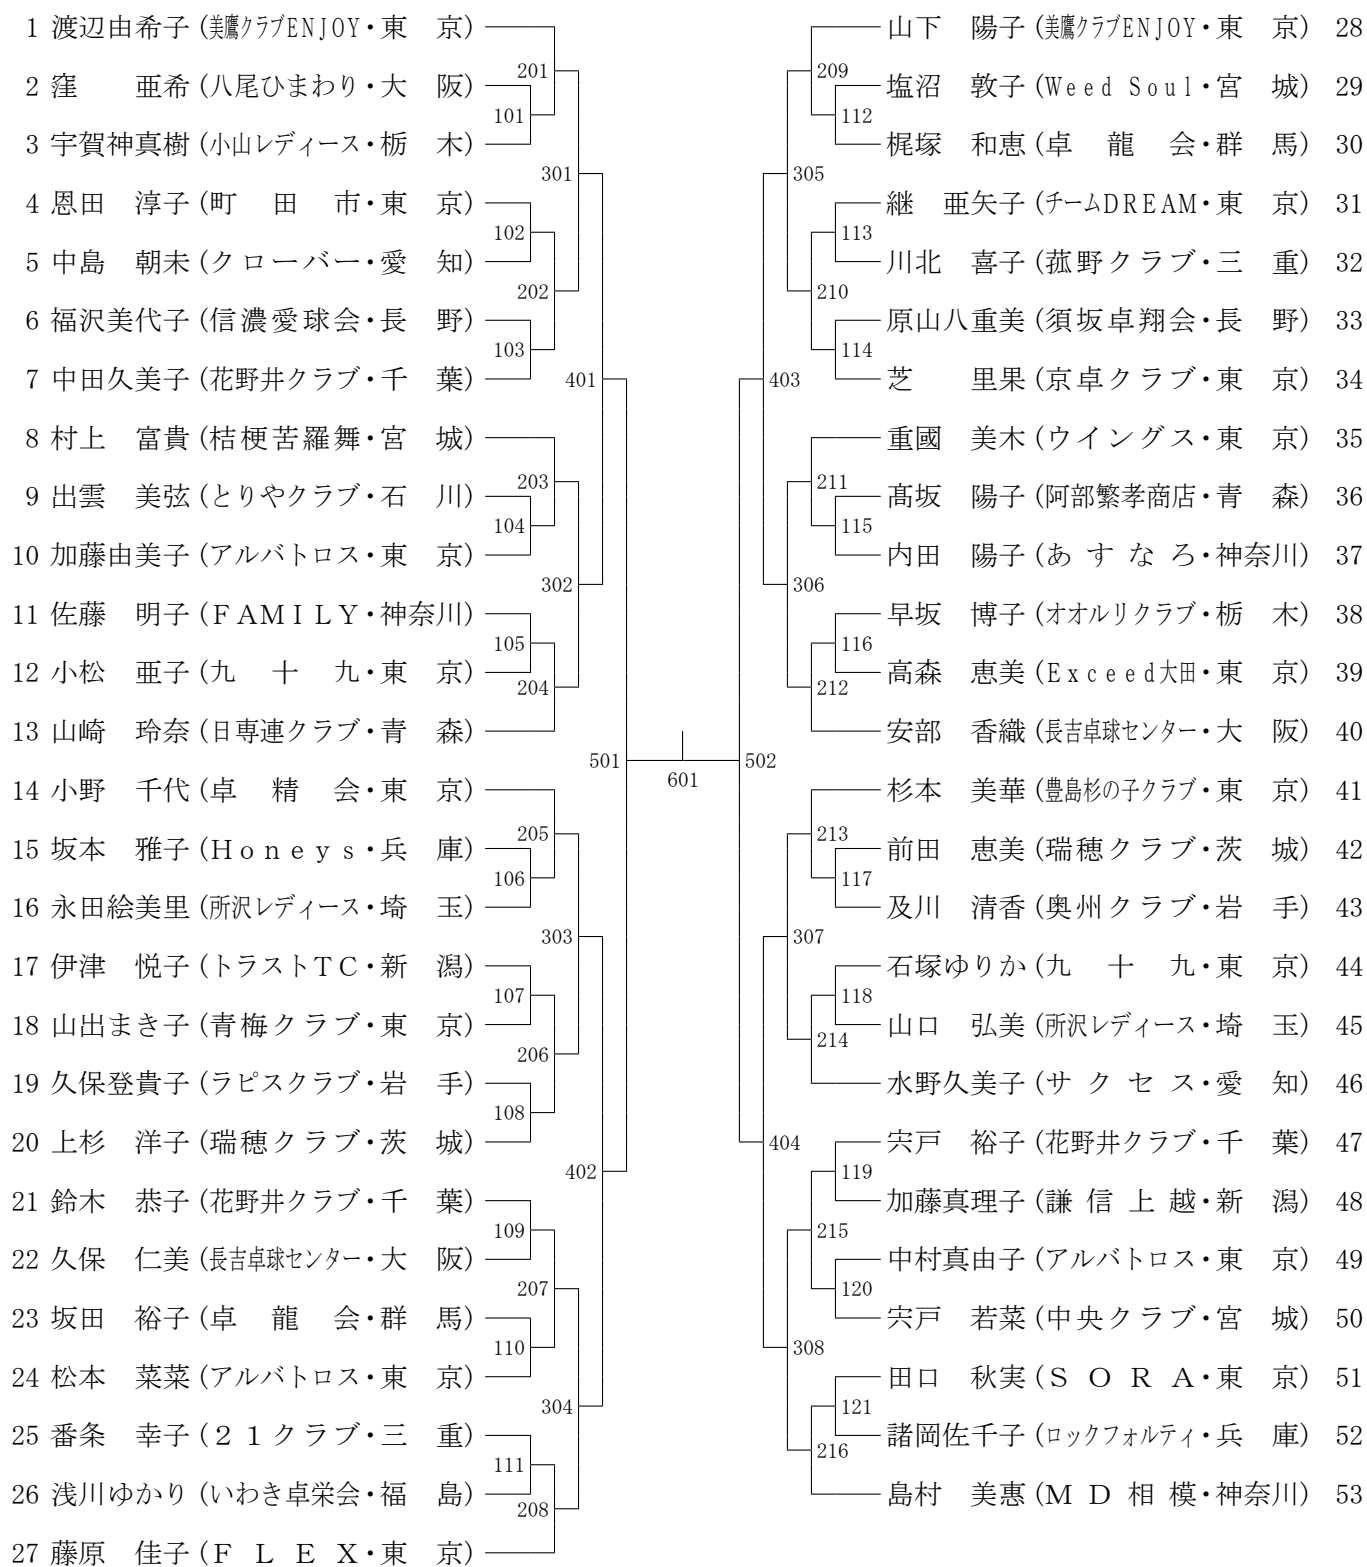 1 渡辺由希子(美鷹クラブENJOY・東　京)
2 窪　　亜希(八尾ひまわり・大　阪)
3 宇賀神真樹(小山レディース・栃　木)
4 恩田　淳子(町　田　市・東　京)
5 中島　朝未(クローバー・愛　知)
6 福沢美代子(信濃愛球会・長　野)
7 中田久美子(花野井クラブ・千　葉)
8 村上　富貴(桔梗苦羅舞・宮　城)
9 出雲　美弦(とりやクラブ・石　川)
10 加藤由美子(アルバトロス・東　京)
11 佐藤　明子(FAMILY・神奈川)
12 小松　亜子(九　十　九・東　京)
13 山崎　玲奈(日専連クラブ・青　森)
14 小野　千代(卓　精　会・東　京)
15 坂本　雅子(Honeys・兵　庫)
16 永田絵美里(所沢レディース・埼　玉)
17 伊津　悦子(トラストTC・新　潟)
18 山出まき子(青梅クラブ・東　京)
19 久保登貴子(ラピスクラブ・岩　手)
20 上杉　洋子(瑞穂クラブ・茨　城)
21 鈴木　恭子(花野井クラブ・千　葉)
22 久保　仁美(長吉卓球センター・大　阪)
23 坂田　裕子(卓　龍　会・群　馬)
24 松本　菜菜(アルバトロス・東　京)
25 番条　幸子(21クラブ・三　重)
26 浅川ゆかり(いわき卓栄会・福　島)
27 藤原　佳子(FLEX・東　京)
101
102
103
104
105
106
107
108
109
110
111
201
202
203
204
205
206
207
208
301
302
303
304
401
402
501
601
502
403
404
305
306
307
308
209
210
211
212
213
214
215
216
112
113
114
115
116
117
118
119
120
121
山下　陽子(美鷹クラブENJOY・東　京) 28
塩沼　敦子(Weed Soul・宮　城) 29
梶塚　和恵(卓　龍　会・群　馬) 30
継　亜矢子(チームDREAM・東　京) 31
川北　喜子(菰野クラブ・三　重) 32
原山八重美(須坂卓翔会・長　野) 33
芝　　里果(京卓クラブ・東　京) 34
重國　美木(ウイングス・東　京) 35
髙坂　陽子(阿部繁孝商店・青　森) 36
内田　陽子(あすなろ・神奈川) 37
早坂　博子(オオルリクラブ・栃　木) 38
高森　恵美(Exceed大田・東　京) 39
安部　香織(長吉卓球センター・大　阪) 40
杉本　美華(豊島杉の子クラブ・東　京) 41
前田　恵美(瑞穂クラブ・茨　城) 42
及川　清香(奥州クラブ・岩　手) 43
石塚ゆりか(九　十　九・東　京) 44
山口　弘美(所沢レディース・埼　玉) 45
水野久美子(サクセス・愛　知) 46
宍戸　裕子(花野井クラブ・千　葉) 47
加藤真理子(謙信上越・新　潟) 48
中村真由子(アルバトロス・東　京) 49
宍戸　若菜(中央クラブ・宮　城) 50
田口　秋実(SORA・東　京) 51
諸岡佐千子(ロックフォルティ・兵　庫) 52
島村　美惠(MD相模・神奈川) 53